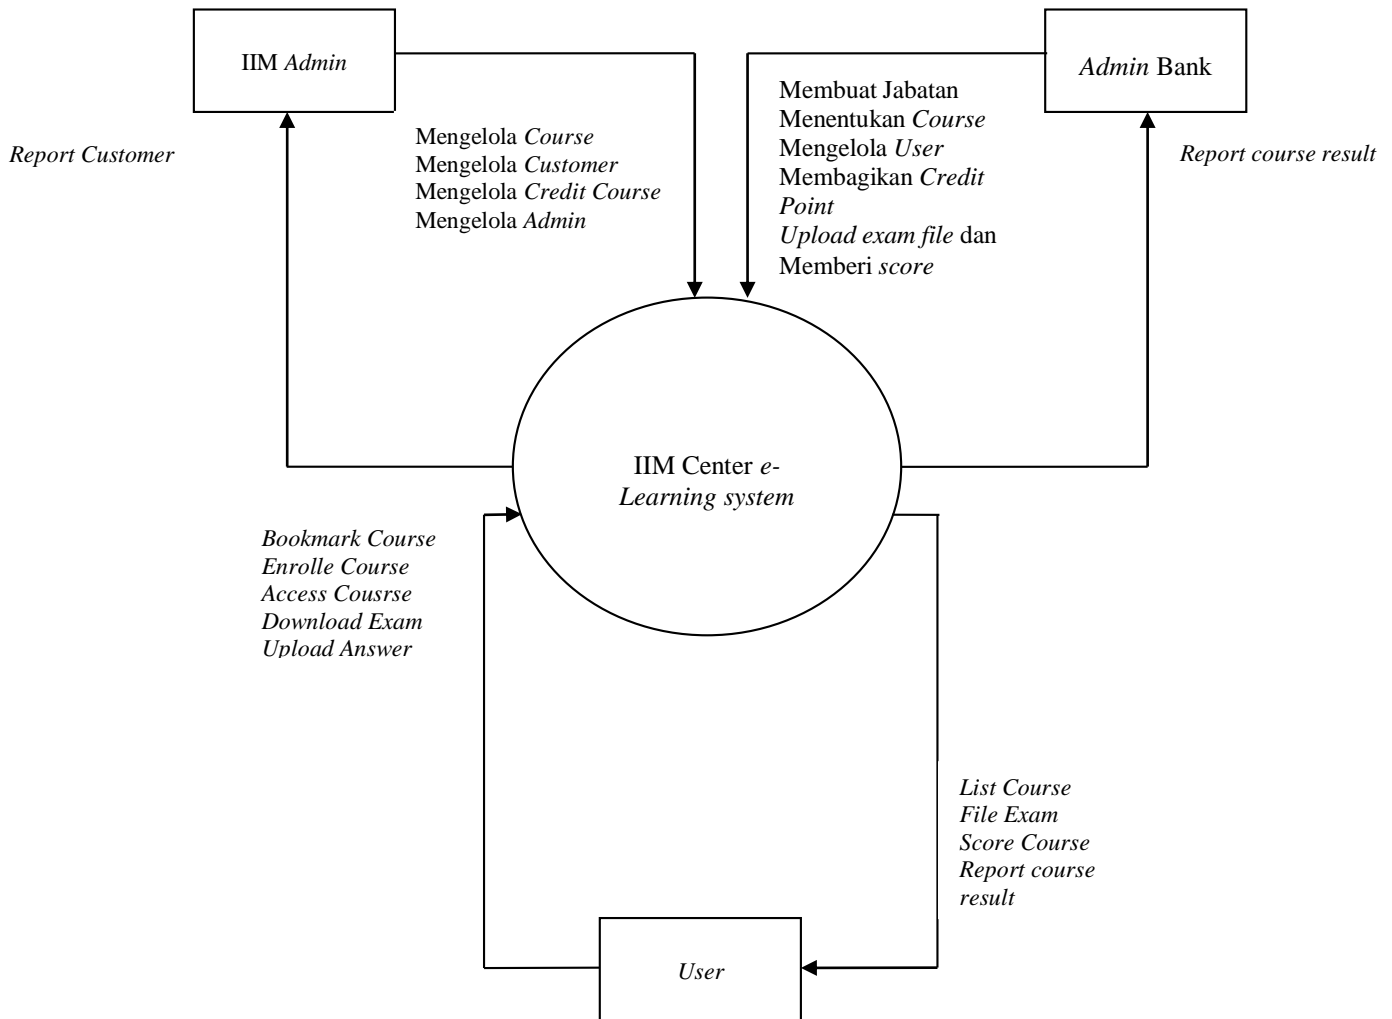 IIM Admin
Admin Bank
Report Customer
Mengelola Course
Mengelola Customer
Mengelola Credit Course
Mengelola Admin
Membuat Jabatan
Menentukan Course
Mengelola User
Membagikan Credit
Point
Upload exam file dan
Memberi score
Report course result
IIM Center e-
Learning system
Bookmark Course
Enrolle Course
Access Cousrse
Download Exam
Upload Answer
List Course
File Exam
Score Course
Report course
result
User